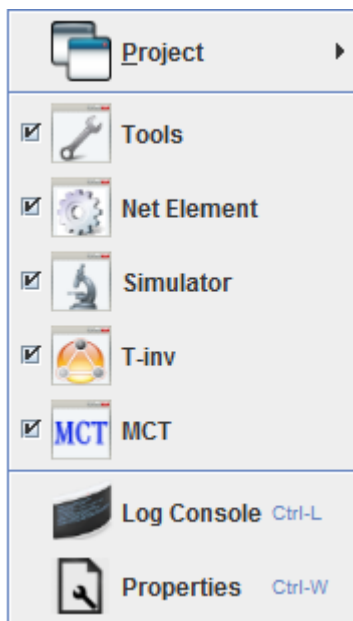 Project
Tools
Net Element
Simulator
T-inv
MCT MCT
Log Console Ctrl-L
Properties Ctrl-W